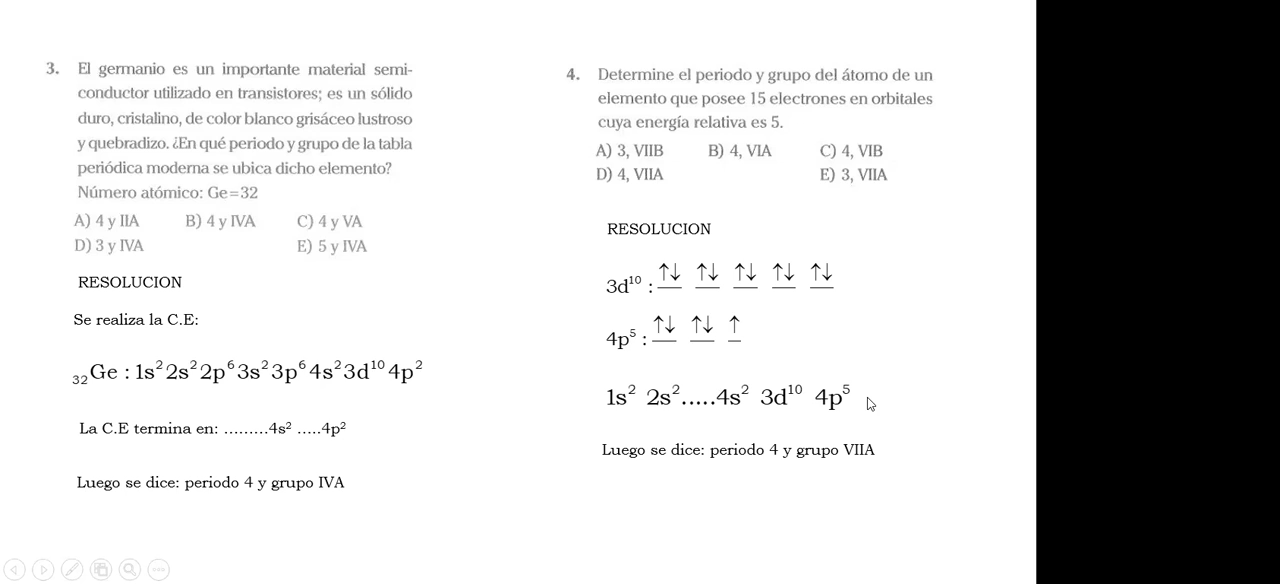 3. El germanio es un importante material semi-
conductor utilizado en transistores; es un sólido
duro, cristalino, de color blanco grisáceo lustroso
y quebradizo. ¿En qué periodo y grupo de la tabla
periódica moderna se ubica dicho elemento?
Número atómico: Ge=32
A) 4 y IIA B) 4 y IVA C) 4 y VA
D) 3 y IVA E) 5 y IVA
RESOLUCION
Se realiza la C.E:
₃₂Ge : 1s² 2s² 2p⁶ 3s² 3p⁶ 4s² 3d¹⁰ 4p²
La C.E termina en: .........4s² .....4p²
Luego se dice: periodo 4 y grupo IVA
4. Determine el periodo y grupo del átomo de un
elemento que posee 15 electrones en orbitales
cuya energía relativa es 5.
A) 3, VIIB B) 4, VIA C) 4, VIB
D) 4, VIIA E) 3, VIIA
RESOLUCION
3d¹⁰ : ↑↓ ↑↓ ↑↓ ↑↓ ↑↓
4p⁵ : ↑↓ ↑↓ ↑
1s² 2s².....4s² 3d¹⁰ 4p⁵
Luego se dice: periodo 4 y grupo VIIA